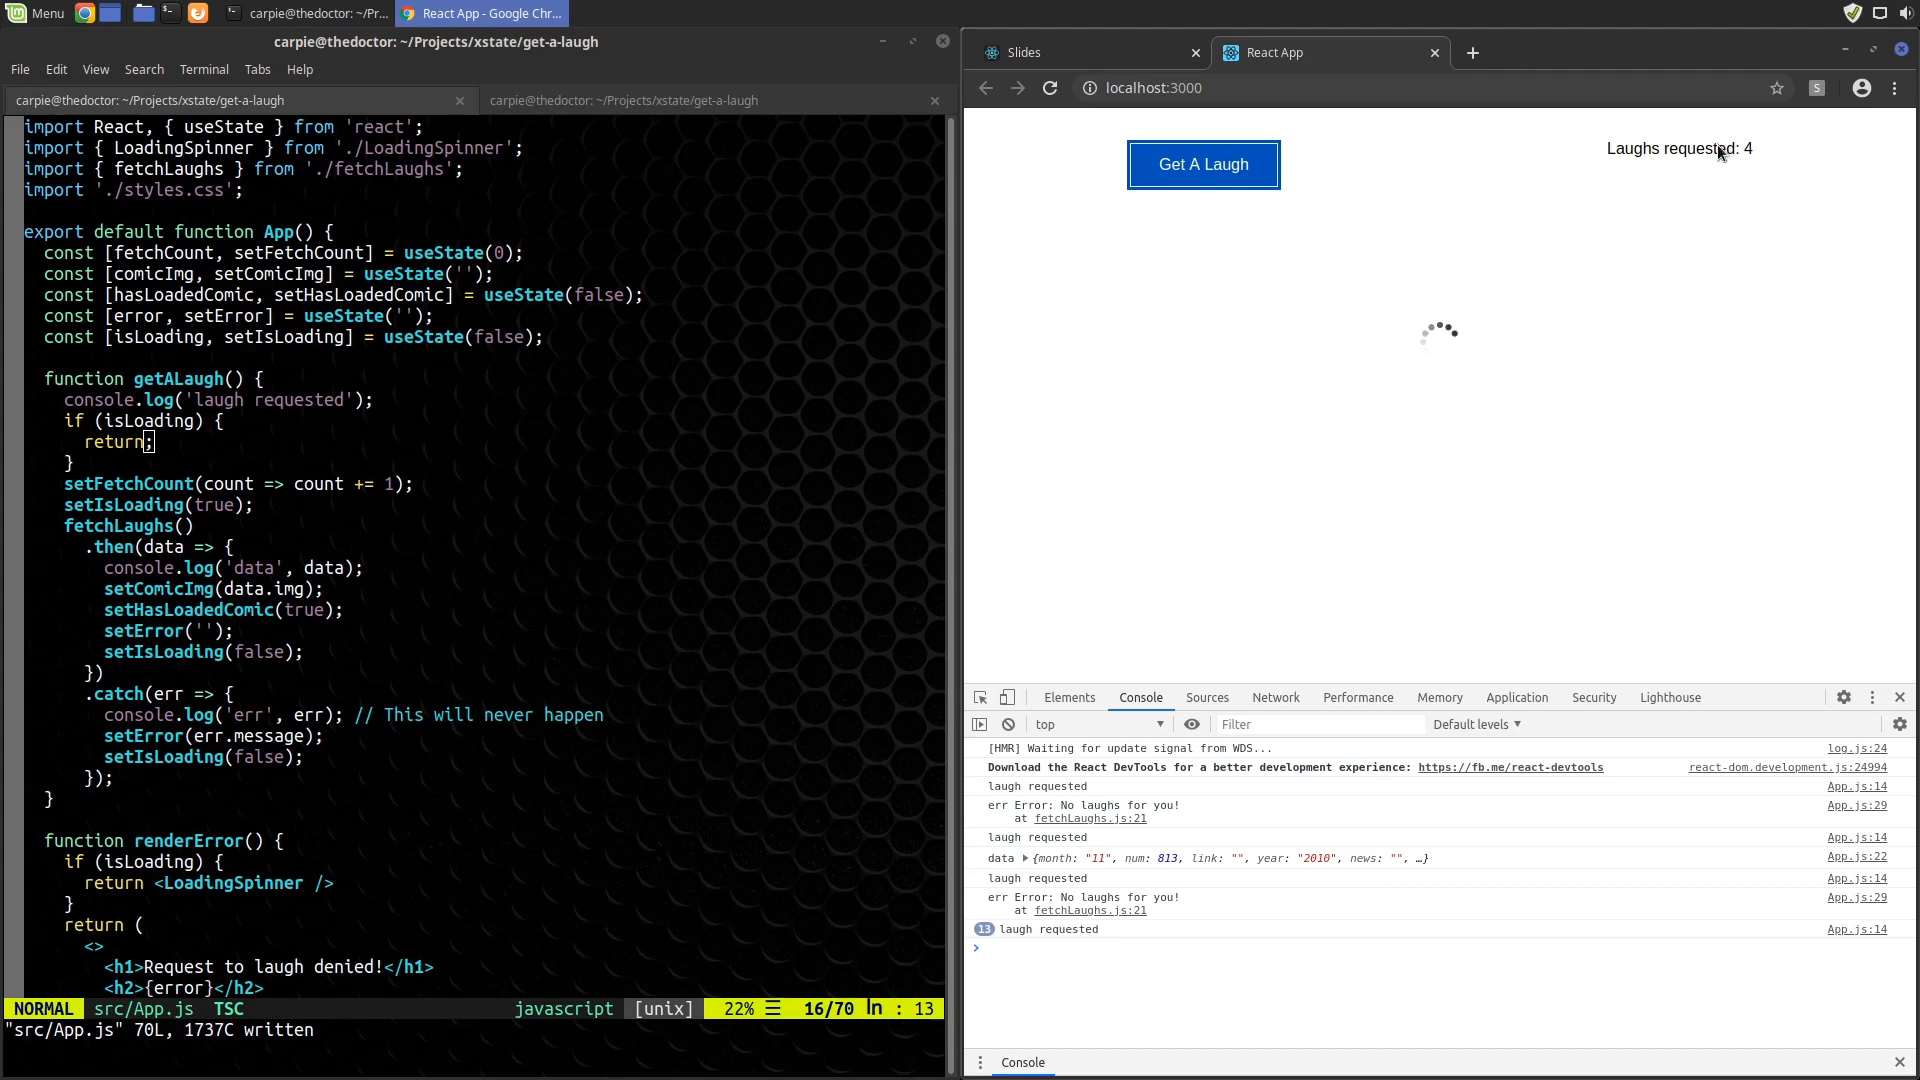 Menu carpie@thedoctor: ~/Pr... React App - Google Chr...
carpie@thedoctor: ~/Projects/xstate/get-a-laugh
File Edit View Search Terminal Tabs Help
carpie@thedoctor: ~/Projects/xstate/get-a-laugh carpie@thedoctor: ~/Projects/xstate/get-a-laugh
import React, { useState } from 'react';
import { LoadingSpinner } from './LoadingSpinner';
import { fetchLaughs } from './fetchLaughs';
import './styles.css';
export default function App() {
const [fetchCount, setFetchCount] = useState(0);
const [comicImg, setComicImg] = useState('');
const [hasLoadedComic, setHasLoadedComic] = useState(false);
const [error, setError] = useState('');
const [isLoading, setIsLoading] = useState(false);
function getALaugh() {
console.log('laugh requested');
if (isLoading) {
return;
}
setFetchCount(count => count += 1);
setIsLoading(true);
fetchLaughs()
.then(data => {
console.log('data', data);
setComicImg(data.img);
setHasLoadedComic(true);
setError('');
setIsLoading(false);
})
.catch(err => {
console.log('err', err); // This will never happen
setError(err.message);
setIsLoading(false);
});
}
function renderError() {
if (isLoading) {
return <LoadingSpinner />
}
return (
<>
<h1>Request to laugh denied!</h1>
<h2>{error}</h2>
NORMAL src/App.js TSC javascript [unix] 22% ☰ 16/70 ln : 13
"src/App.js" 70L, 1737C written
Slides React App
localhost:3000 S
Get A Laugh Laughs requested: 4
Elements Console Sources Network Performance Memory Application Security Lighthouse
top Filter Default levels
[HMR] Waiting for update signal from WDS... log.js:24
Download the React DevTools for a better development experience: https://fb.me/react-devtools react-dom.development.js:24994
laugh requested App.js:14
err Error: No laughs for you! App.js:29
at fetchLaughs.js:21
laugh requested App.js:14
data {month: "11", num: 813, link: "", year: "2010", news: "", …} App.js:22
laugh requested App.js:14
err Error: No laughs for you! App.js:29
at fetchLaughs.js:21
13 laugh requested App.js:14
>
Console